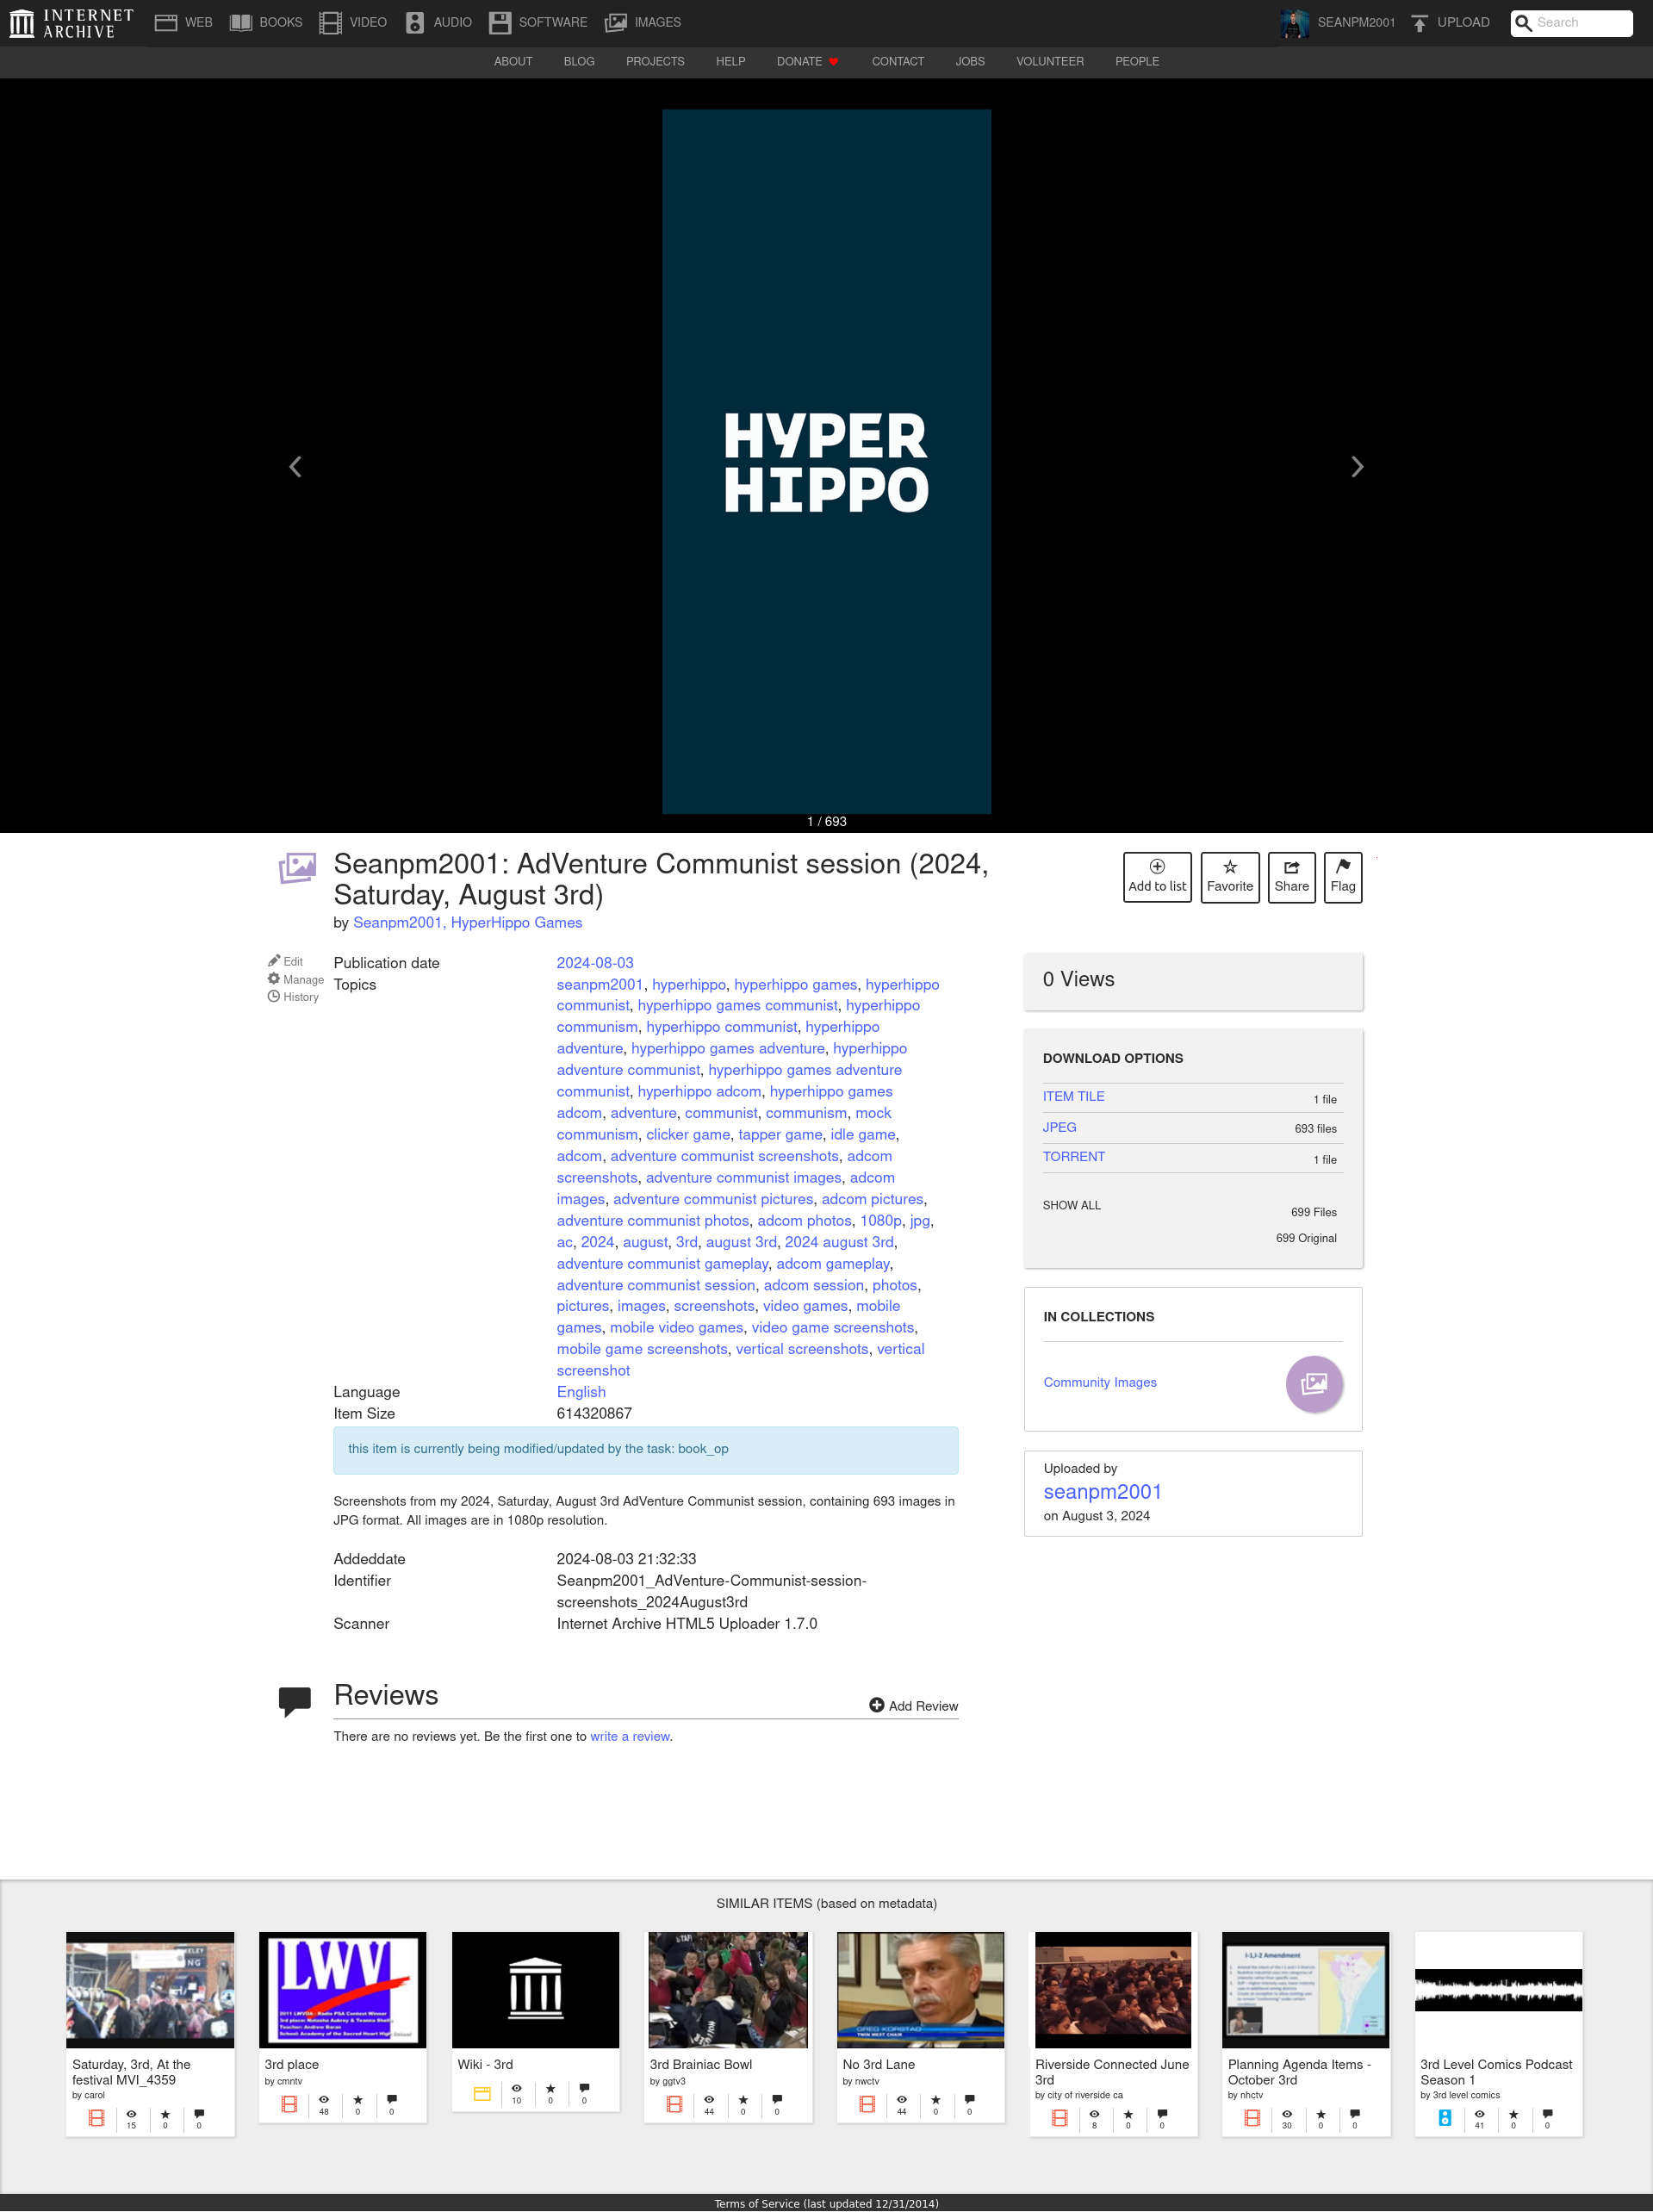 INTERNET
ARCHIVE
WEB BOOKS VIDEO AUDIO SOFTWARE IMAGES SEANPM2001 UPLOAD Search
ABOUT BLOG PROJECTS HELP DONATE CONTACT JOBS VOLUNTEER PEOPLE
HYPER
HIPPO
1 / 693
Seanpm2001: AdVenture Communist session (2024,
Saturday, August 3rd)
by Seanpm2001, HyperHippo Games
Add to list Favorite Share Flag
Edit
Manage
History
Publication date 2024-08-03
Topics seanpm2001, hyperhippo, hyperhippo games, hyperhippo
communist, hyperhippo games communist, hyperhippo
communism, hyperhippo communist, hyperhippo
adventure, hyperhippo games adventure, hyperhippo
adventure communist, hyperhippo games adventure
communist, hyperhippo adcom, hyperhippo games
adcom, adventure, communist, communism, mock
communism, clicker game, tapper game, idle game,
adcom, adventure communist screenshots, adcom
screenshots, adventure communist images, adcom
images, adventure communist pictures, adcom pictures,
adventure communist photos, adcom photos, 1080p, jpg,
ac, 2024, august, 3rd, august 3rd, 2024 august 3rd,
adventure communist gameplay, adcom gameplay,
adventure communist session, adcom session, photos,
pictures, images, screenshots, video games, mobile
games, mobile video games, video game screenshots,
mobile game screenshots, vertical screenshots, vertical
screenshot
Language English
Item Size 614320867
this item is currently being modified/updated by the task: book_op
Screenshots from my 2024, Saturday, August 3rd AdVenture Communist session, containing 693 images in
JPG format. All images are in 1080p resolution.
Addeddate 2024-08-03 21:32:33
Identifier Seanpm2001_AdVenture-Communist-session-
screenshots_2024August3rd
Scanner Internet Archive HTML5 Uploader 1.7.0
0 Views
DOWNLOAD OPTIONS
ITEM TILE 1 file
JPEG 693 files
TORRENT 1 file
SHOW ALL 699 Files
699 Original
IN COLLECTIONS
Community Images
Uploaded by
seanpm2001
on August 3, 2024
Reviews
Add Review
There are no reviews yet. Be the first one to write a review.
SIMILAR ITEMS (based on metadata)
Saturday, 3rd, At the
festival MVI_4359
by carol
15 0 0
LWV
2011 LWVDA - Radio PSA Contest Winner
3rd place
by cmntv
48 0 0
Wiki - 3rd
10 0 0
3rd Brainiac Bowl
by ggtv3
44 0 0
GREG KORSTAD
TWIN WEST CHAIR
No 3rd Lane
by nwctv
44 0 0
Riverside Connected June
3rd
by city of riverside ca
8 0 0
I-1,I-2 Amendment
Planning Agenda Items -
October 3rd
by nhctv
30 0 0
3rd Level Comics Podcast
Season 1
by 3rd level comics
41 0 0
Terms of Service (last updated 12/31/2014)